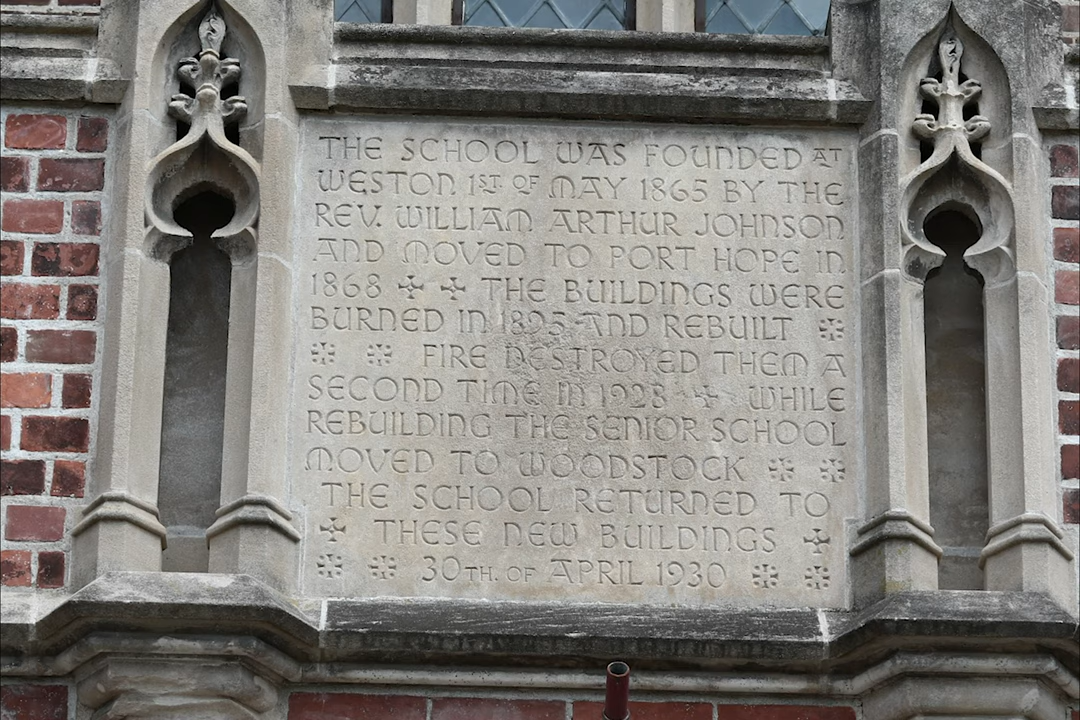 THE SCHOOL WAS FOUNDED AT
WESTON 1ST. OF MAY 1865 BY THE
REV. WILLIAM ARTHUR JOHNSON
AND MOVED TO PORT HOPE IN
1868 THE BUILDINGS WERE
BURNED IN 1895 AND REBUILT
FIRE DESTROYED THEM A
SECOND TIME IN 1928 WHILE
REBUILDING THE SENIOR SCHOOL
MOVED TO WOODSTOCK
THE SCHOOL RETURNED TO
THESE NEW BUILDINGS
30TH. OF APRIL 1930